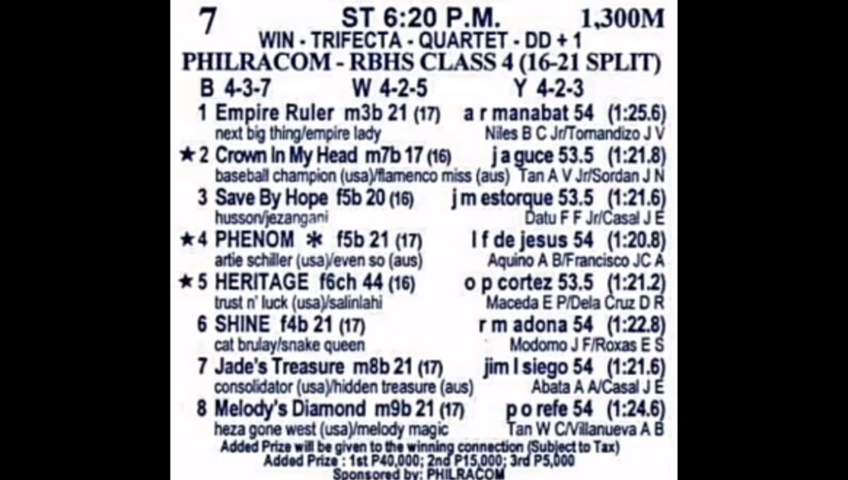 7 ST 6:20 P.M. 1,300M
WIN - TRIFECTA - QUARTET - DD + 1
PHILRACOM - RBHS CLASS 4 (16-21 SPLIT)
B 4-3-7 W 4-2-5 Y 4-2-3
1 Empire Ruler m3b 21 (17) a r manabat 54 (1:25.6)
next big thing/empire lady Niles B C Jr/Tomandizo J V
★2 Crown In My Head m7b 17 (16) j a guce 53.5 (1:21.8)
baseball champion (usa)/flamenco miss (aus) Tan A V Jr/Sordan J N
3 Save By Hope f5b 20 (16) j m estorque 53.5 (1:21.6)
husson/jezangani Datu F F Jr/Casal J E
★4 PHENOM * f5b 21 (17) l f de jesus 54 (1:20.8)
artie schiller (usa)/even so (aus) Aquino A B/Francisco JC A
★5 HERITAGE f6ch 44 (16) o p cortez 53.5 (1:21.2)
trust n' luck (usa)/salinlahi Maceda E P/Dela Cruz D R
6 SHINE f4b 21 (17) r m adona 54 (1:22.8)
cat brulay/snake queen Modomo J F/Roxas E S
7 Jade's Treasure m8b 21 (17) jim l siego 54 (1:21.6)
consolidator (usa)/hidden treasure (aus) Abata A A/Casal J E
8 Melody's Diamond m9b 21 (17) p o refe 54 (1:24.6)
heza gone west (usa)/melody magic Tan W C/Villanueva A B
Added Prize will be given to the winning connection (Subject to Tax)
Added Prize : 1st P40,000; 2nd P15,000; 3rd P5,000
Sponsored by: PHILRACOM